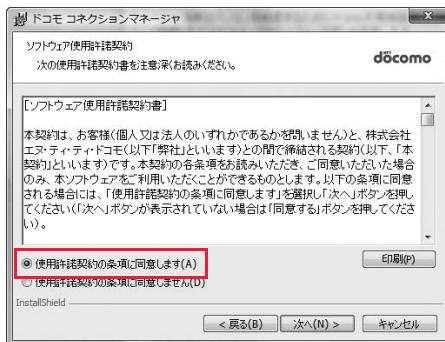 ドコモ コネクションマネージャ
ソフトウェア使用許諾契約
次の使用許諾契約書を注意深くお読みください。
döcomo
[ソフトウェア使用許諾契約書]
本契約は、お客様(個人又は法人のいずれかであるかを問いません)と、株式会社
エヌ・ティ・ティ・ドコモ(以下「弊社」といいます)との間で締結される契約(以下、「本
契約」といいます)です。本契約の各条項をお読みいただき、ご同意いただいた場合
のみ、本ソフトウェアをご利用いただくことができるものとします。以下の条項に同意
される場合には、「使用許諾契約の条項に同意します」を選択し「次へ」ボタンを押し
てください(「次へ」ボタンが表示されていない場合は「同意する」ボタンを押してくださ
い)。
使用許諾契約の条項に同意します(A)
印刷(P)
使用許諾契約の条項に同意しません(D)
InstallShield
< 戻る(B)
次へ(N) >
キャンセル